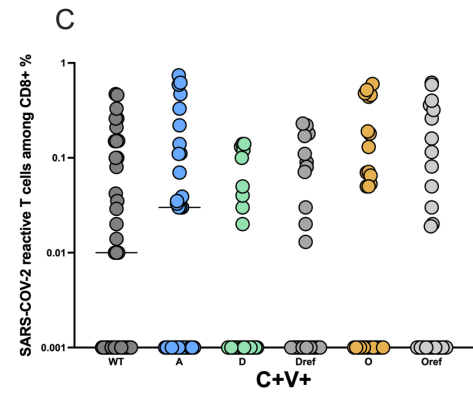 C
SARS-COV-2 reactive T cells among CD8+ %
1
0.1
0.01
0.001
WT A D Dref O Oref
C+V+